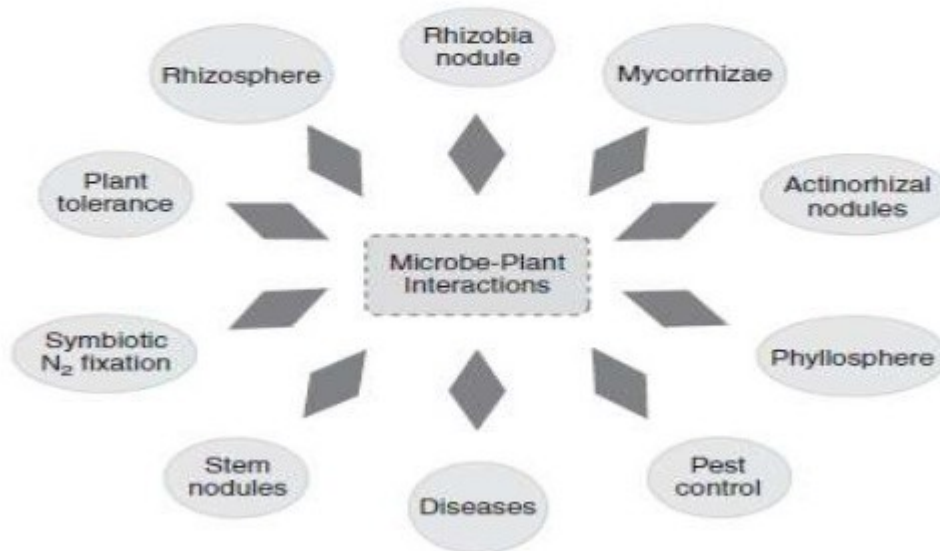 Rhizobia
nodule
Rhizosphere
Mycorrhizae
Plant
tolerance
Actinorhizal
nodules
Microbe-Plant
Interactions
Symbiotic
N₂ fixation
Phyllosphere
Stem
nodules
Diseases
Pest
control